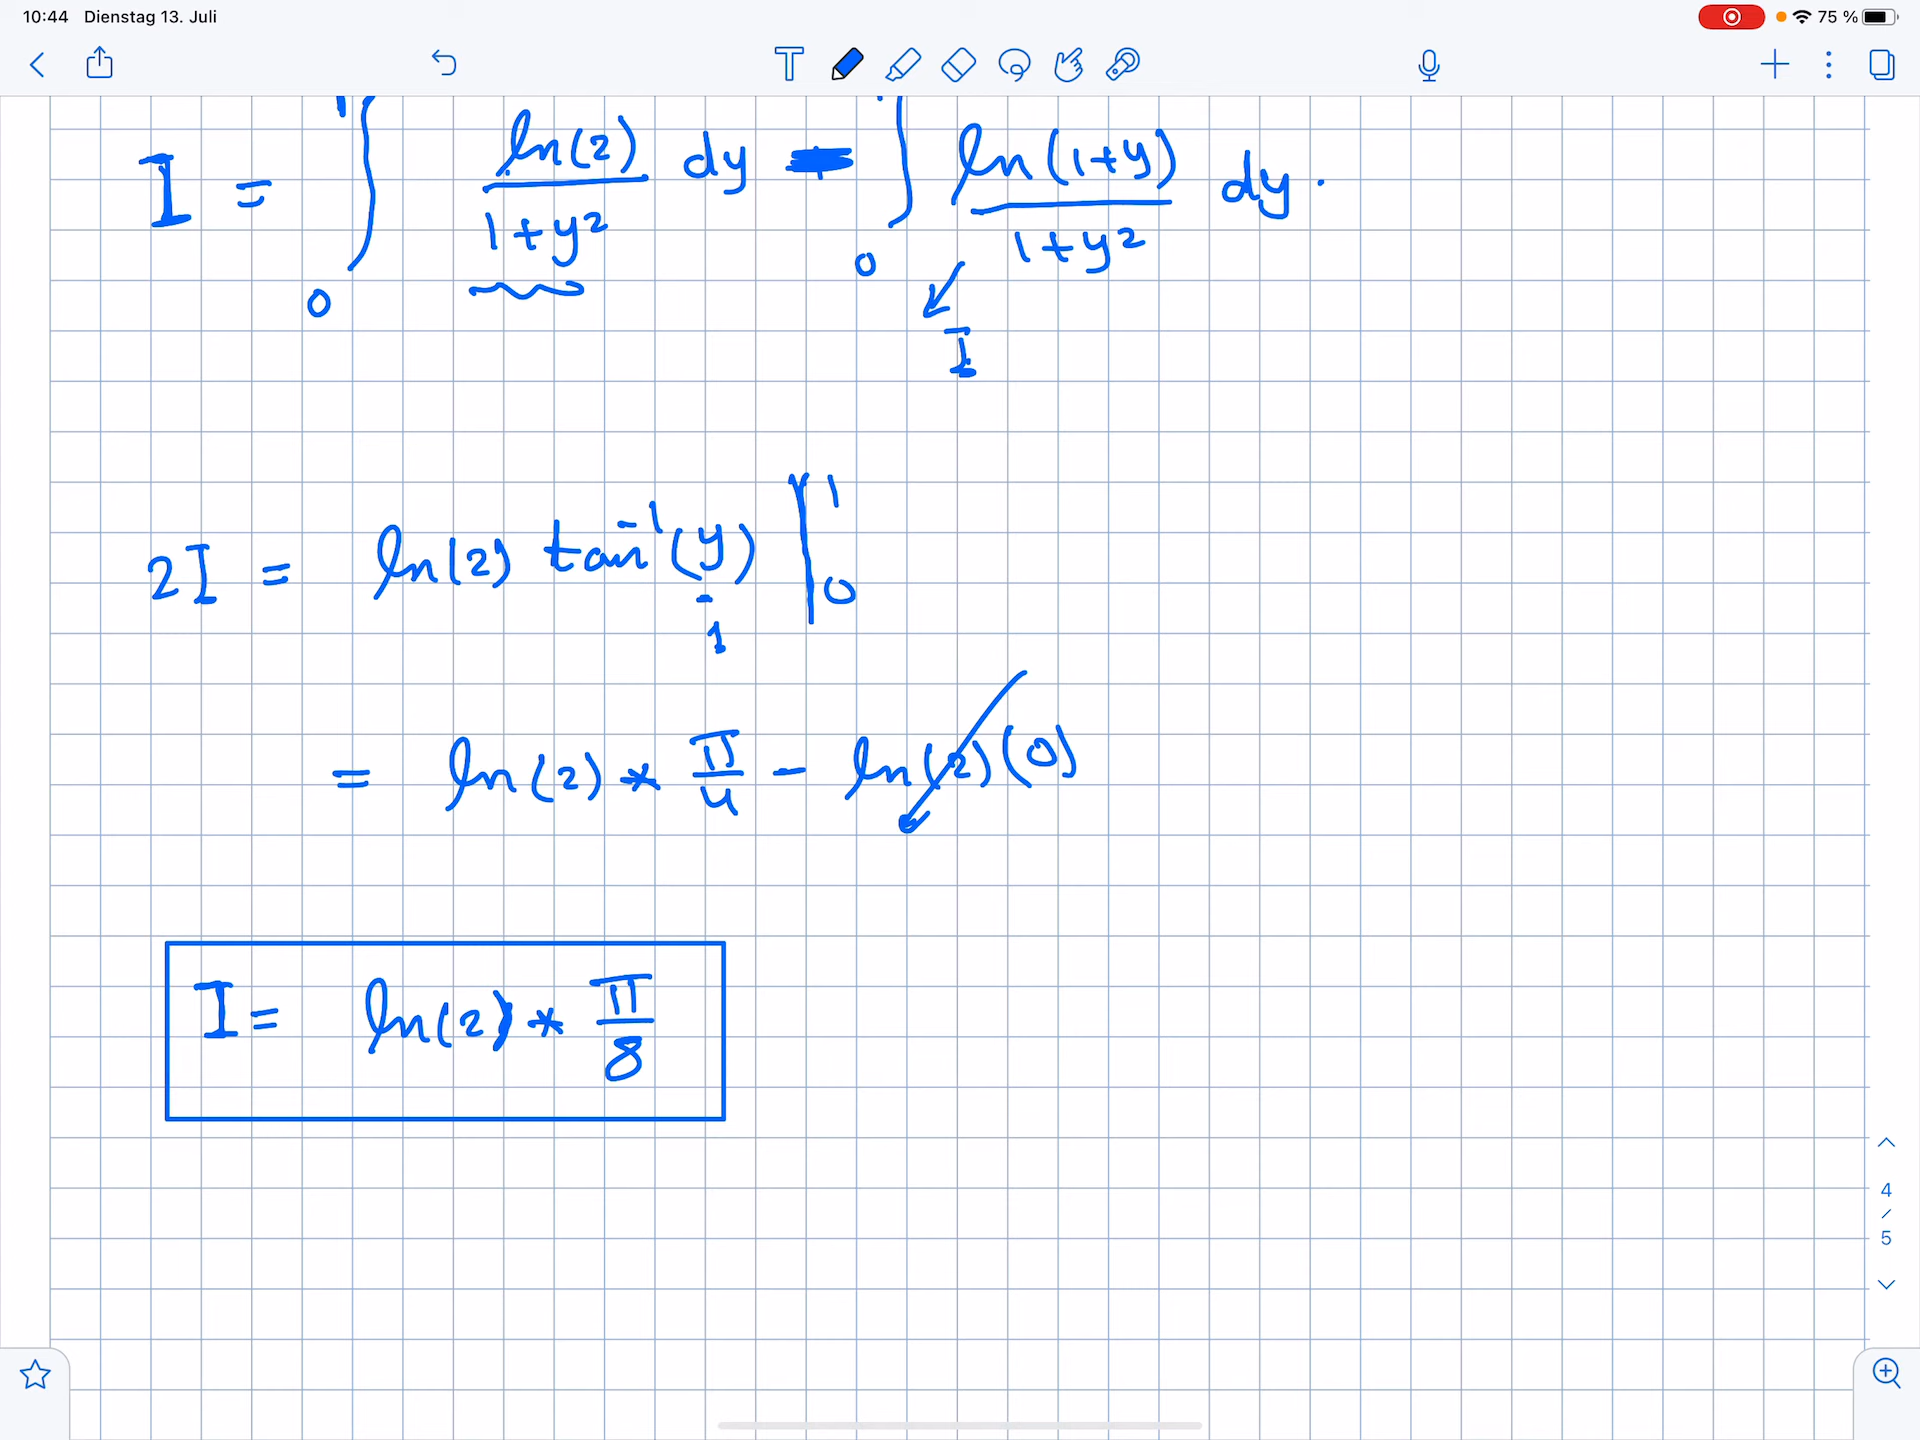 10:44 Dienstag 13. Juli 75 %
T
I = ∫₀ ln(2)/(1+y²) dy − ∫₀ ln(1+y)/(1+y²) dy.
I
2I = ln(2) tan⁻¹(y) |₀¹
1
= ln(2) * π/4 − ln(2)(0)
I = ln(2) * π/8
4
/
5